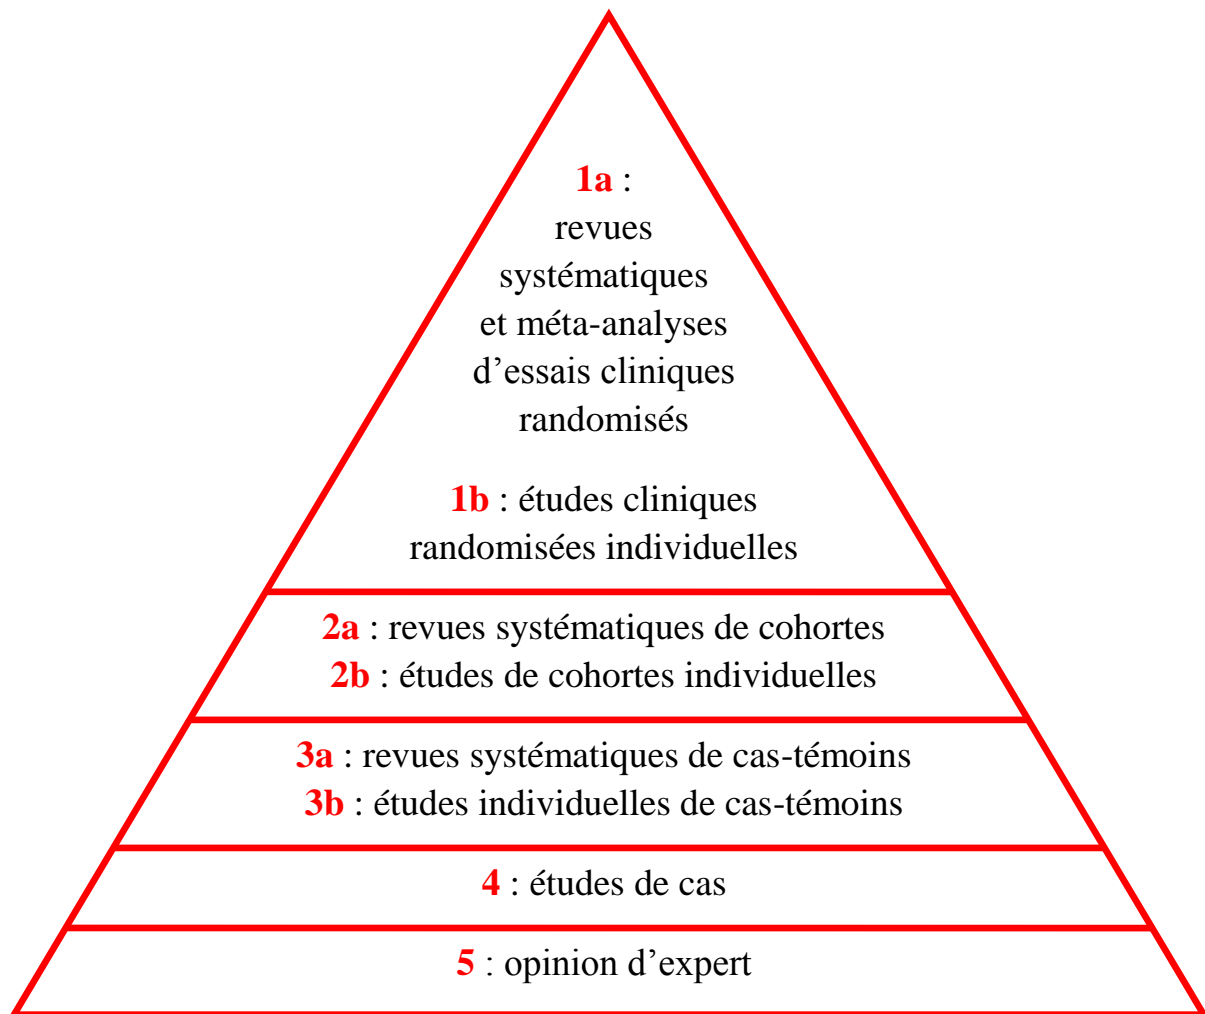 1a :
revues
systématiques
et méta-analyses
d’essais cliniques
randomisés
1b : études cliniques
randomisées individuelles
2a : revues systématiques de cohortes
2b : études de cohortes individuelles
3a : revues systématiques de cas-témoins
3b : études individuelles de cas-témoins
4 : études de cas
5 : opinion d’expert